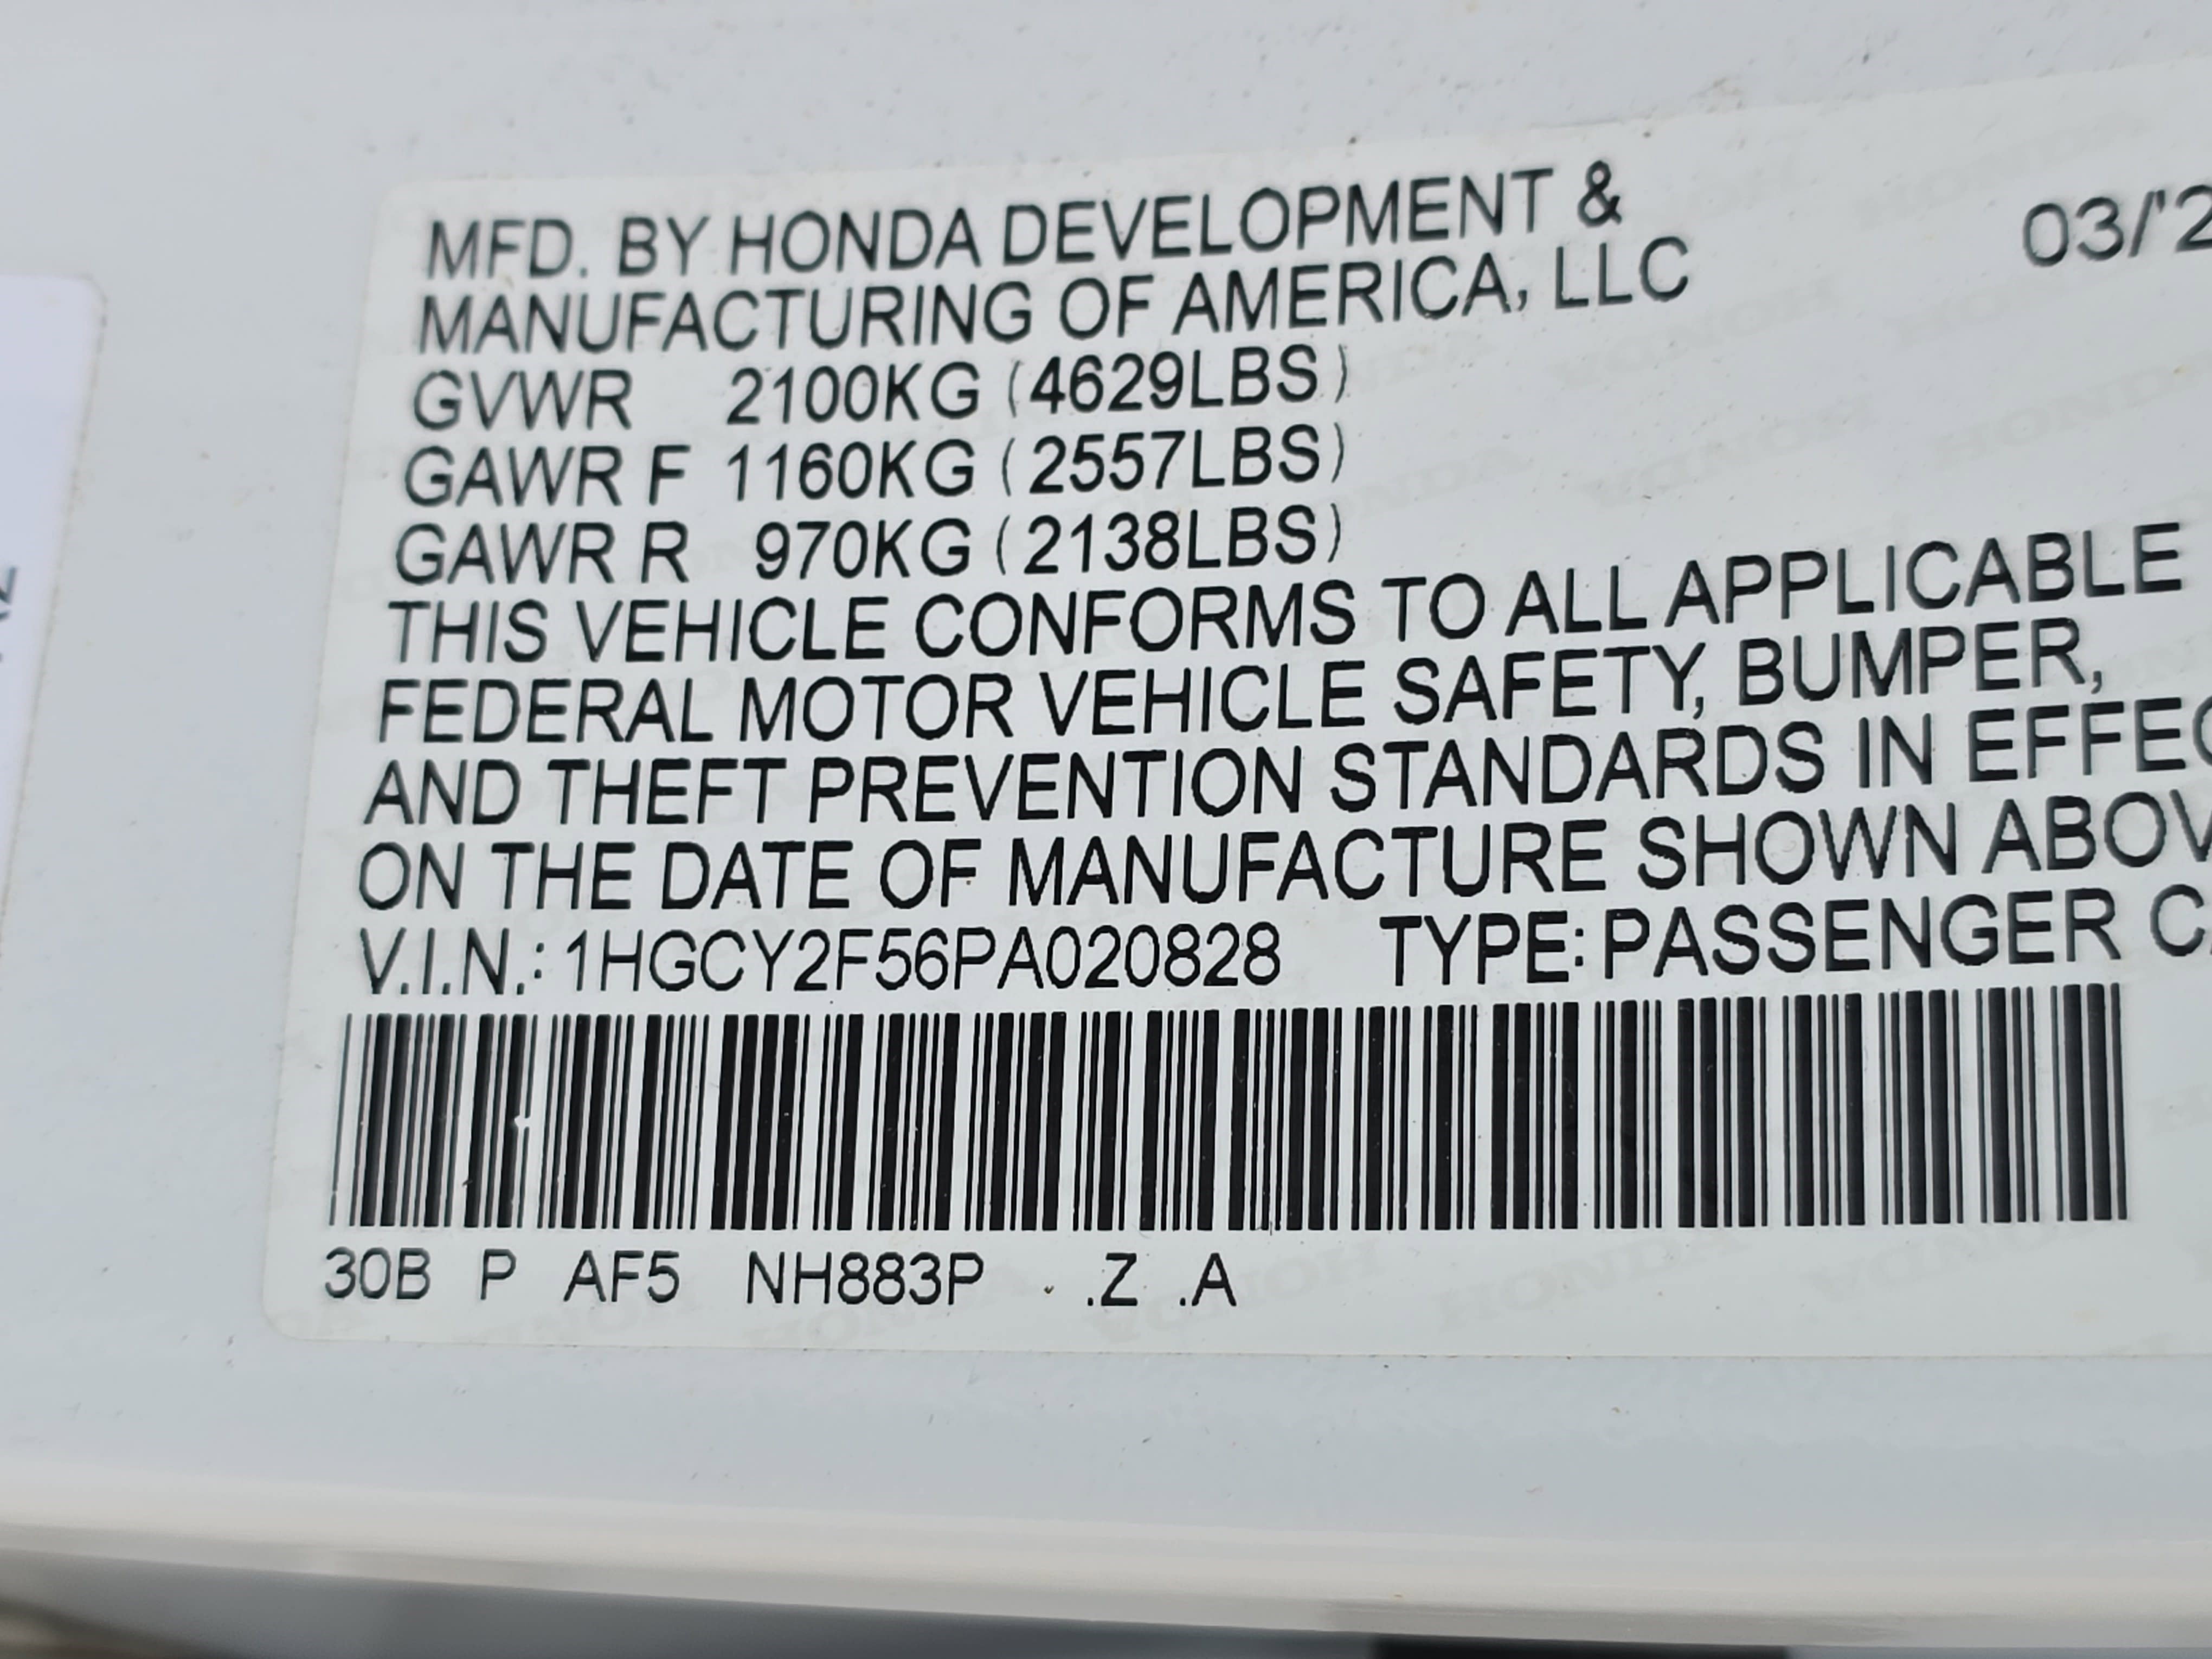 MFD. BY HONDA DEVELOPMENT &
03/'2
MANUFACTURING OF AMERICA, LLC
GVWR 2100KG (4629LBS)
GAWR F 1160KG (2557LBS)
GAWR R 970KG (2138LBS)
THIS VEHICLE CONFORMS TO ALL APPLICABLE
FEDERAL MOTOR VEHICLE SAFETY, BUMPER,
AND THEFT PREVENTION STANDARDS IN EFFEC
ON THE DATE OF MANUFACTURE SHOWN ABOV
V.I.N.: 1HGCY2F56PA020828 TYPE: PASSENGER C
30B P AF5 NH883P .Z .A